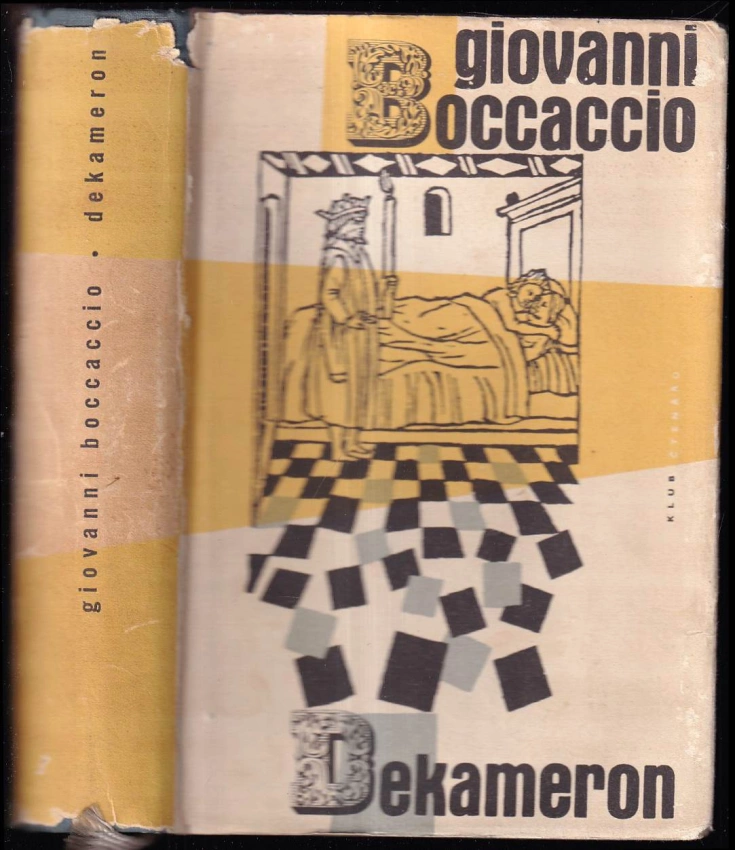 giovanni
Boccaccio
Dekameron
KLUB ČTENÁŘŮ
giovanni boccaccio • dekameron